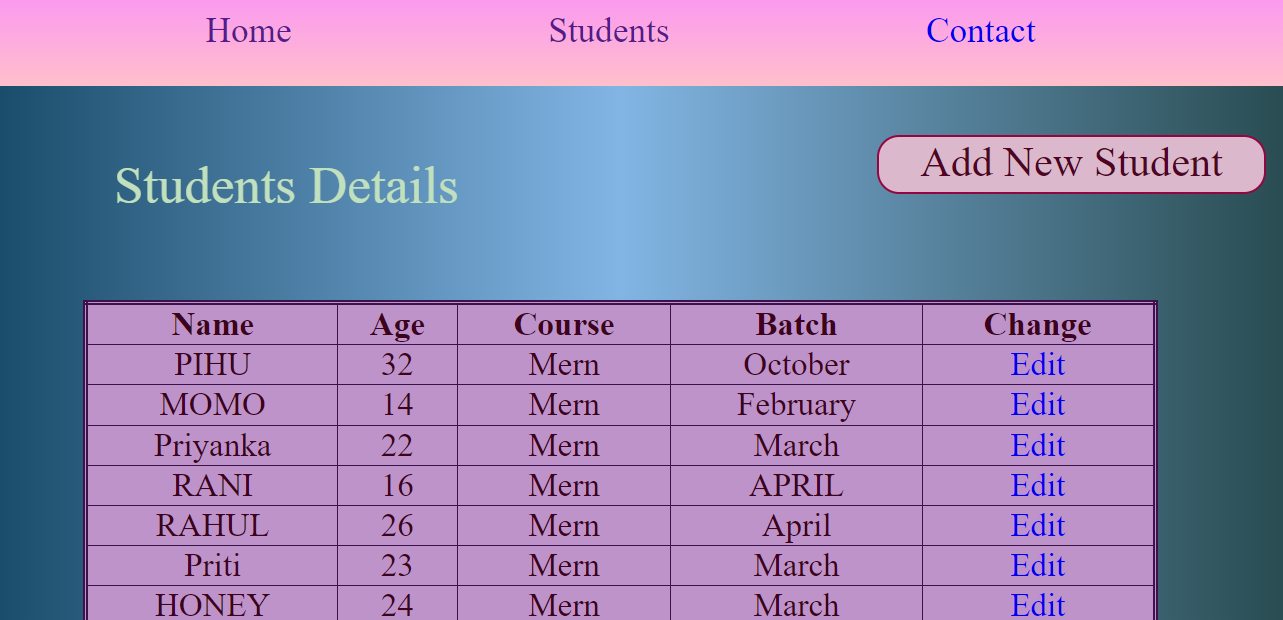 Home Students Contact
Add New Student
Students Details
Name Age Course Batch Change
PIHU 32 Mern October Edit
MOMO 14 Mern February Edit
Priyanka 22 Mern March Edit
RANI 16 Mern APRIL Edit
RAHUL 26 Mern April Edit
Priti 23 Mern March Edit
HONEY 24 Mern March Edit